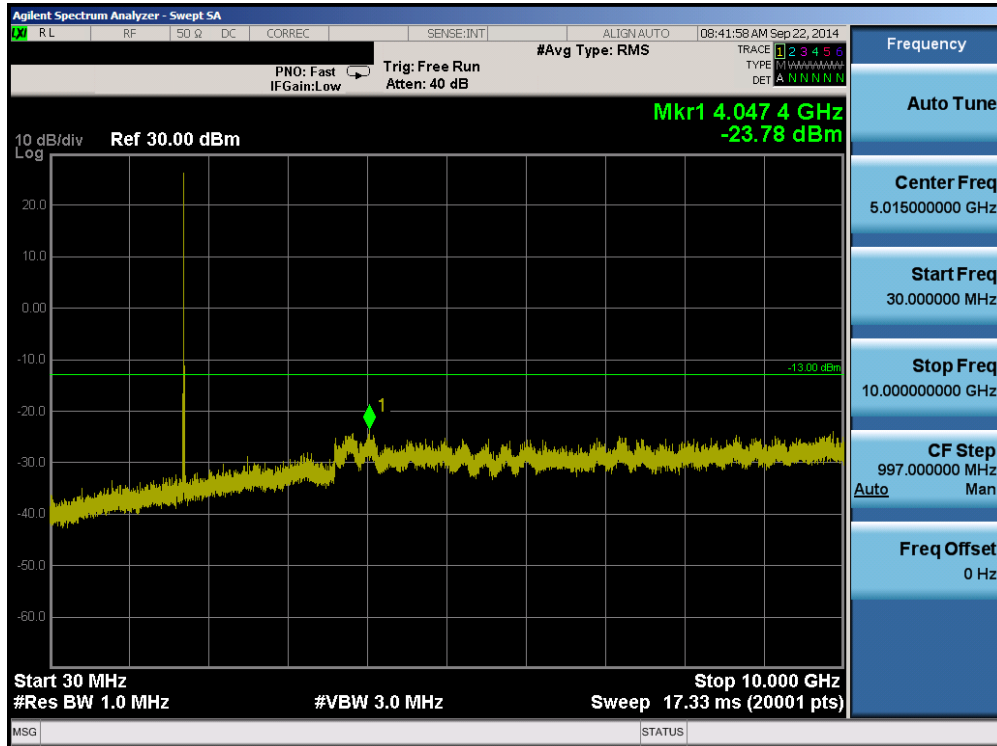 Agilent Spectrum Analyzer - Swept SA
LXI RL RF 50 Ω DC CORREC SENSE:INT ALIGN AUTO 08:41:58 AM Sep 22, 2014
#Avg Type: RMS
TRACE 1 2 3 4 5 6
TYPE M WWWWW
DET A N N N N N
PNO: Fast
IFGain:Low
Trig: Free Run
Atten: 40 dB
Mkr1 4.047 4 GHz
-23.78 dBm
10 dB/div Ref 30.00 dBm
Log
20.0
10.0
0.00
-10.0
-13.00 dBm
-20.0
1
-30.0
-40.0
-50.0
-60.0
Start 30 MHz Stop 10.000 GHz
#Res BW 1.0 MHz #VBW 3.0 MHz Sweep 17.33 ms (20001 pts)
MSG STATUS
Frequency
Auto Tune
Center Freq
5.015000000 GHz
Start Freq
30.000000 MHz
Stop Freq
10.000000000 GHz
CF Step
997.000000 MHz
Auto Man
Freq Offset
0 Hz